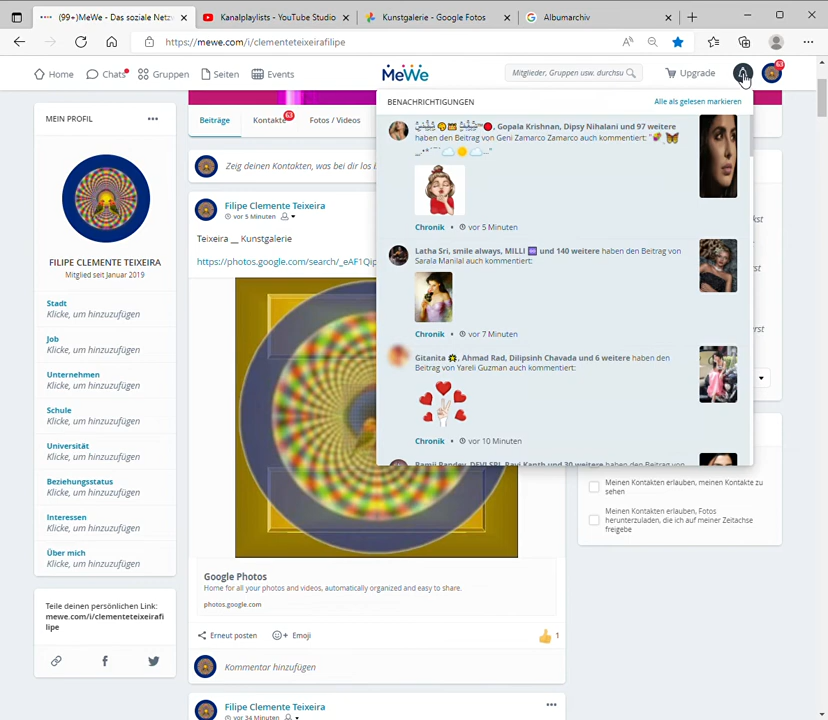 (99+)MeWe - Das soziale Netzw
Kanalplaylists - YouTube Studio
Kunstgalerie - Google Fotos
Albumarchiv
https://mewe.com/i/clementeteixeirafilipe
Home
Chats
Gruppen
Seiten
Events
MeWe
Mitglieder, Gruppen usw. durchsu
Upgrade
63
MEIN PROFIL
FILIPE CLEMENTE TEIXEIRA
Mitglied seit Januar 2019
Stadt
Klicke, um hinzuzufügen
Job
Klicke, um hinzuzufügen
Unternehmen
Klicke, um hinzuzufügen
Schule
Klicke, um hinzuzufügen
Universität
Klicke, um hinzuzufügen
Beziehungsstatus
Klicke, um hinzuzufügen
Interessen
Klicke, um hinzuzufügen
Über mich
Klicke, um hinzuzufügen
Teile deinen persönlichen Link:
mewe.com/i/clementeteixeirafi
lipe
Beiträge
Kontakte
63
Fotos / Videos
Zeig deinen Kontakten, was bei dir los i
Filipe Clemente Teixeira
vor 5 Minuten
Teixeira __ Kunstgalerie
https://photos.google.com/search/_eAF1Qip
Google Photos
Home for all your photos and videos, automatically organized and easy to share.
photos.google.com
Erneut posten
Emoji
1
Kommentar hinzufügen
Filipe Clemente Teixeira
vor 34 Minuten
BENACHRICHTIGUNGEN
Alle als gelesen markieren
Gopala Krishnan, Dipsy Nihalani und 97 weitere
haben den Beitrag von Geni Zamarco Zamarco auch kommentiert: "
Chronik • vor 5 Minuten
Latha Sri, smile always, MILLI und 140 weitere haben den Beitrag von
Sarala Manilal auch kommentiert:
Chronik • vor 7 Minuten
Gitanita, Ahmad Rad, Dilipsinh Chavada und 6 weitere haben den
Beitrag von Yareli Guzman auch kommentiert:
Chronik • vor 10 Minuten
Meinen Kontakten erlauben, meinen Kontakte zu
sehen
Meinen Kontakten erlauben, Fotos
herunterzuladen, die ich auf meiner Zeitachse
freigebe